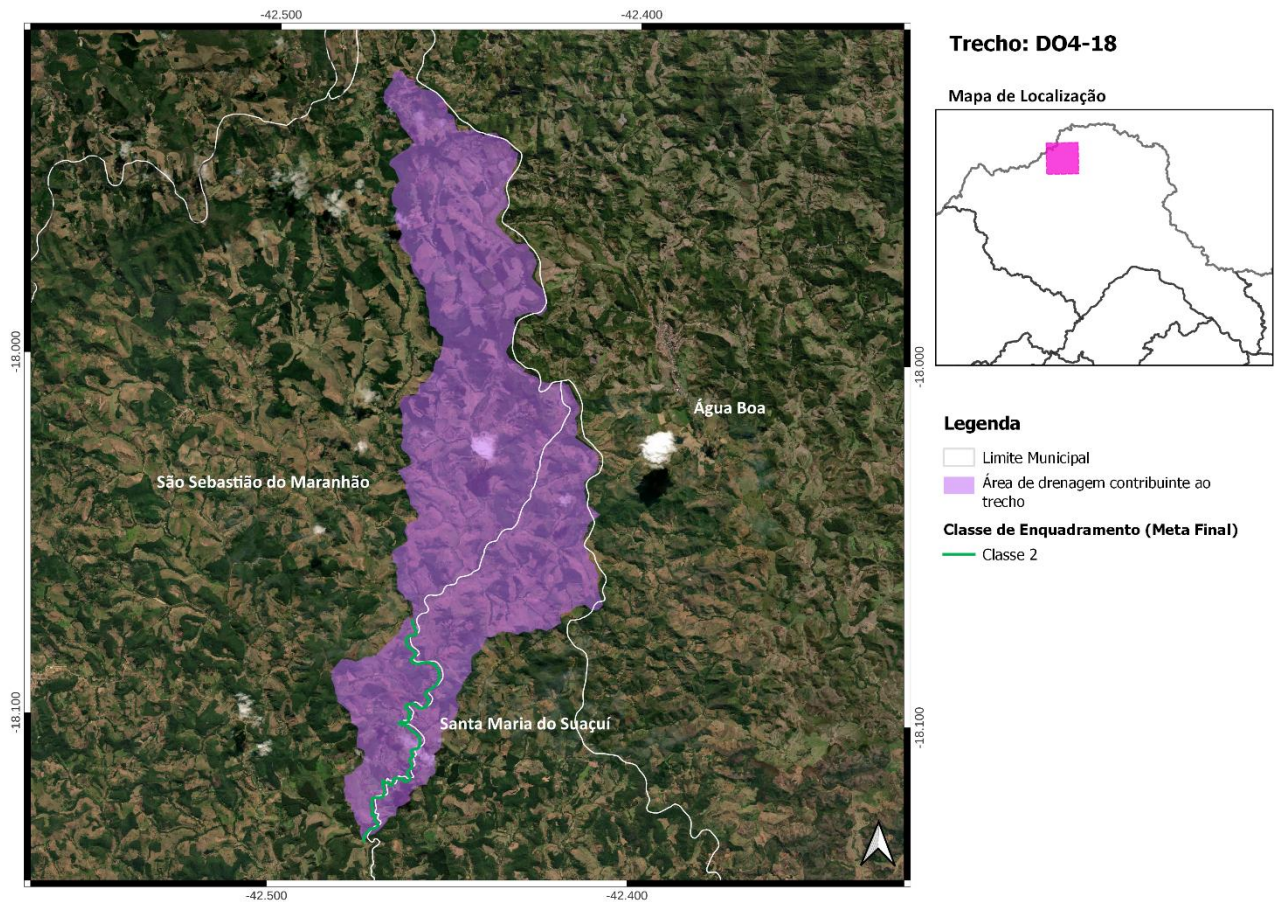 -42.500
-42.400
Trecho: DO4-18
Mapa de Localização
-18.000
-18.000
Água Boa
São Sebastião do Maranhão
Legenda
Limite Municipal
Área de drenagem contribuinte ao
trecho
Classe de Enquadramento (Meta Final)
Classe 2
-18.100
-18.100
Santa Maria do Suaçuí
-42.500
-42.400